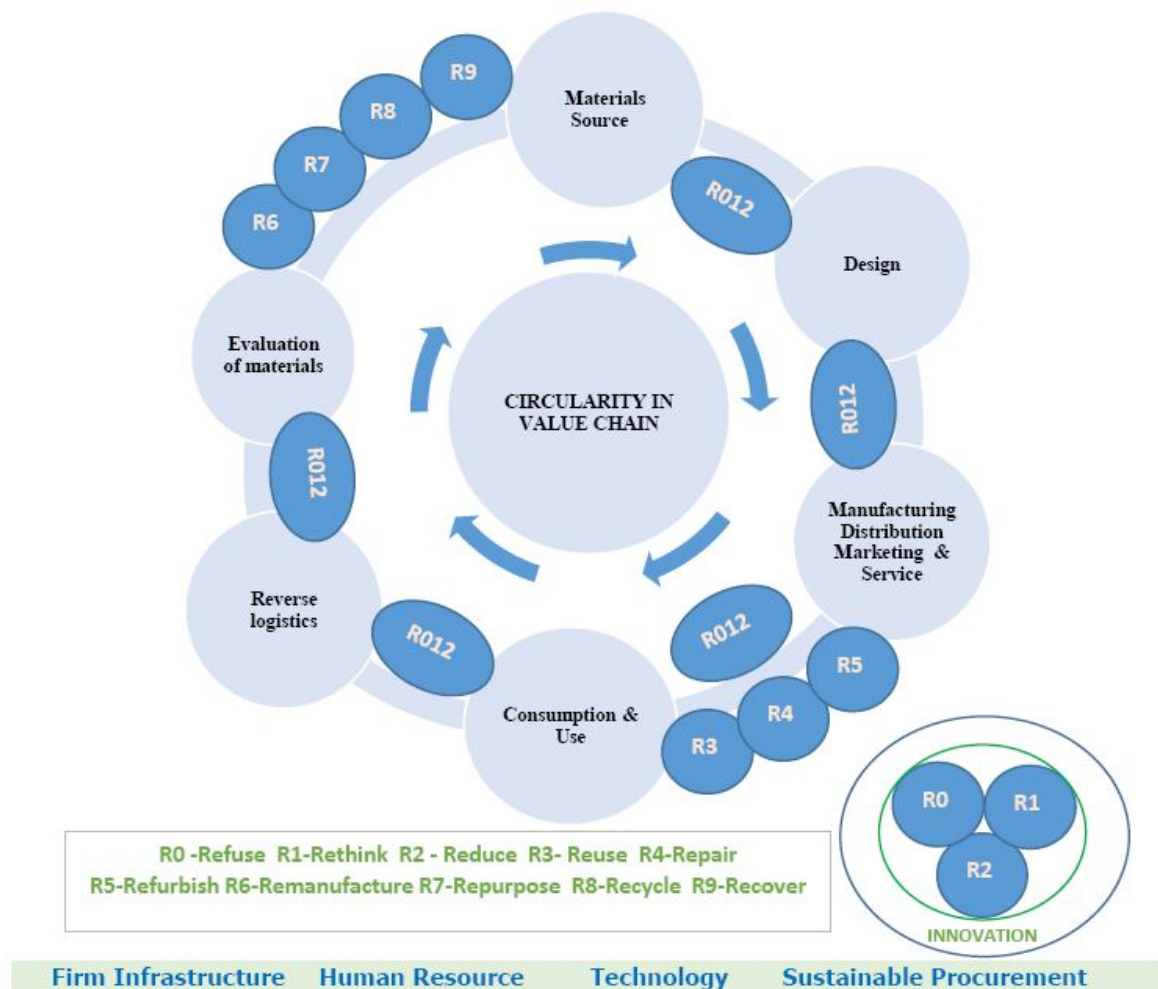 R9
R8
R7
R6
Materials
Source
R012
Design
R012
Manufacturing
Distribution
Marketing & 
Service
R012
R5
R4
R3
Consumption &
Use
R012
Reverse
logistics
R012
Evaluation
of materials
CIRCULARITY IN
VALUE CHAIN
R0
R1
R2
INNOVATION
R0 -Refuse R1-Rethink R2 - Reduce R3- Reuse R4-Repair
R5-Refurbish R6-Remanufacture R7-Repurpose R8-Recycle R9-Recover
Firm Infrastructure Human Resource Technology Sustainable Procurement